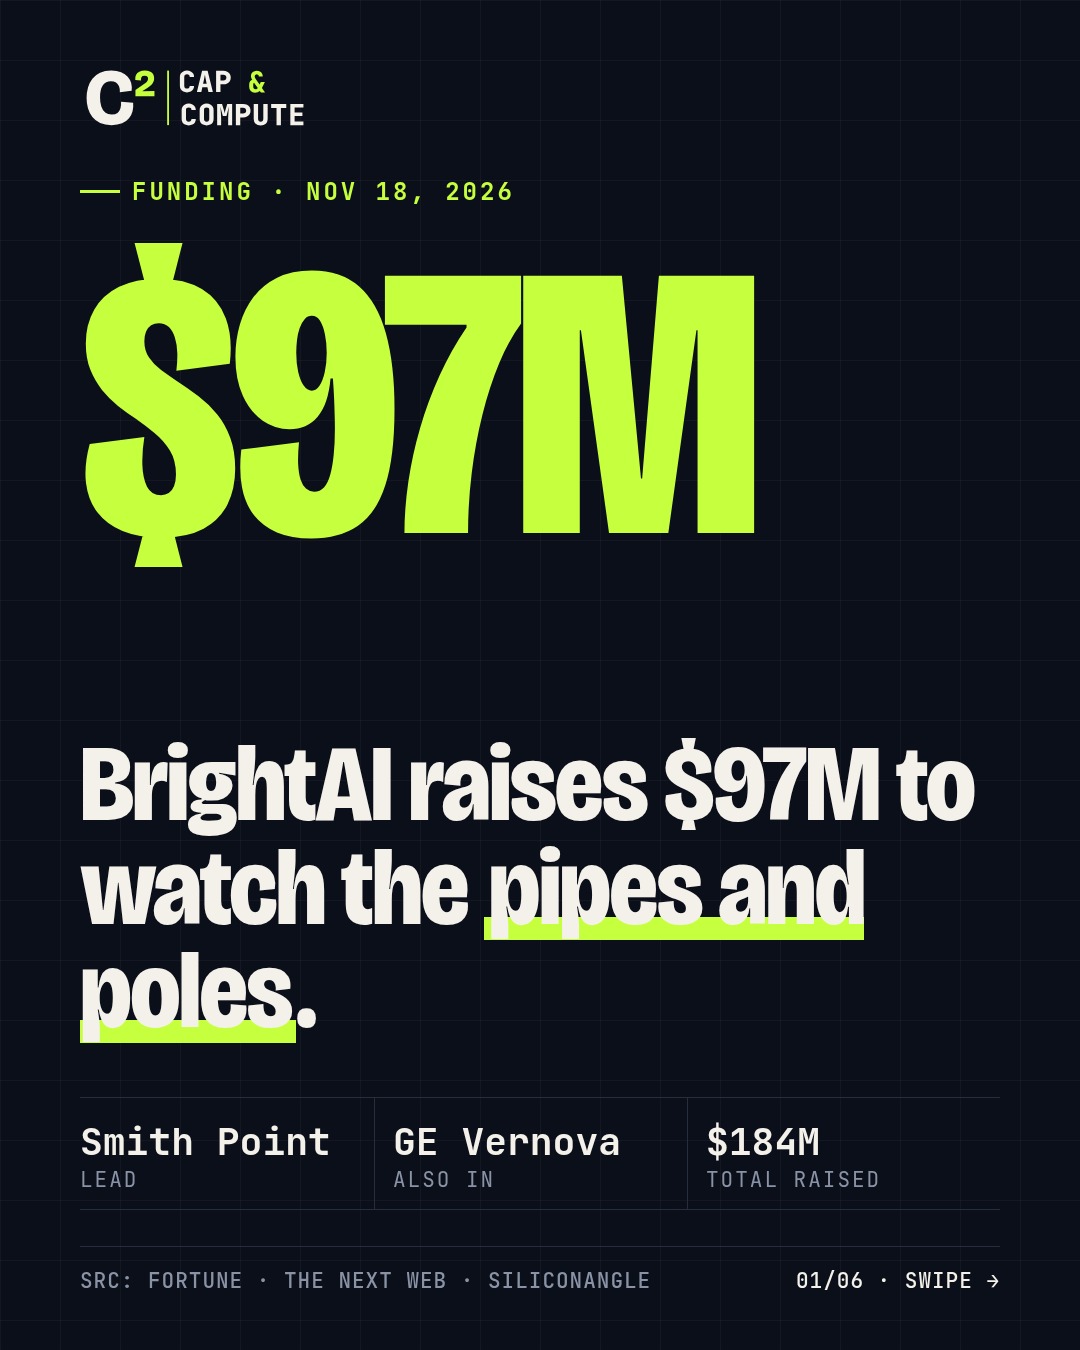 C² CAP &
COMPUTE
FUNDING · NOV 18, 2026
$97M
BrightAI raises $97M to
watch the pipes and
poles.
Smith Point GE Vernova $184M
LEAD ALSO IN TOTAL RAISED
SRC: FORTUNE · THE NEXT WEB · SILICONANGLE 01/06 · SWIPE →